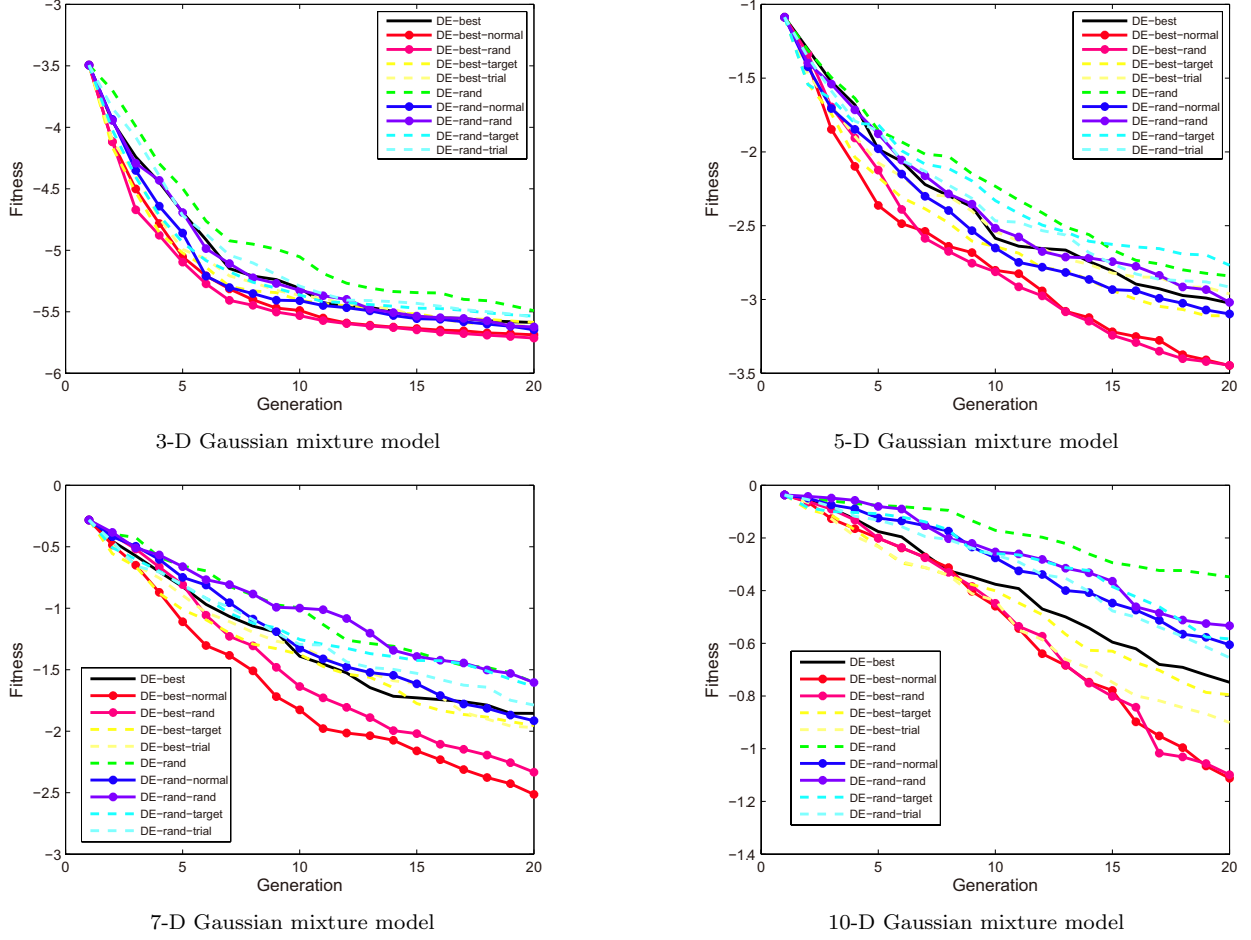 −3
−3.5
−4
−4.5
−5
−5.5
−6
0
5
10
15
20
Fitness
Generation
DE−best
DE−best−normal
DE−best−rand
DE−best−target
DE−best−trial
DE−rand
DE−rand−normal
DE−rand−rand
DE−rand−target
DE−rand−trial
3-D Gaussian mixture model
−1
−1.5
−2
−2.5
−3
−3.5
0
5
10
15
20
Fitness
Generation
DE−best
DE−best−normal
DE−best−rand
DE−best−target
DE−best−trial
DE−rand
DE−rand−normal
DE−rand−rand
DE−rand−target
DE−rand−trial
5-D Gaussian mixture model
0
−0.5
−1
−1.5
−2
−2.5
−3
0
5
10
15
20
Fitness
Generation
DE−best
DE−best−normal
DE−best−rand
DE−best−target
DE−best−trial
DE−rand
DE−rand−normal
DE−rand−rand
DE−rand−target
DE−rand−trial
7-D Gaussian mixture model
0
−0.2
−0.4
−0.6
−0.8
−1
−1.2
−1.4
0
5
10
15
20
Fitness
Generation
DE−best
DE−best−normal
DE−best−rand
DE−best−target
DE−best−trial
DE−rand
DE−rand−normal
DE−rand−rand
DE−rand−target
DE−rand−trial
10-D Gaussian mixture model